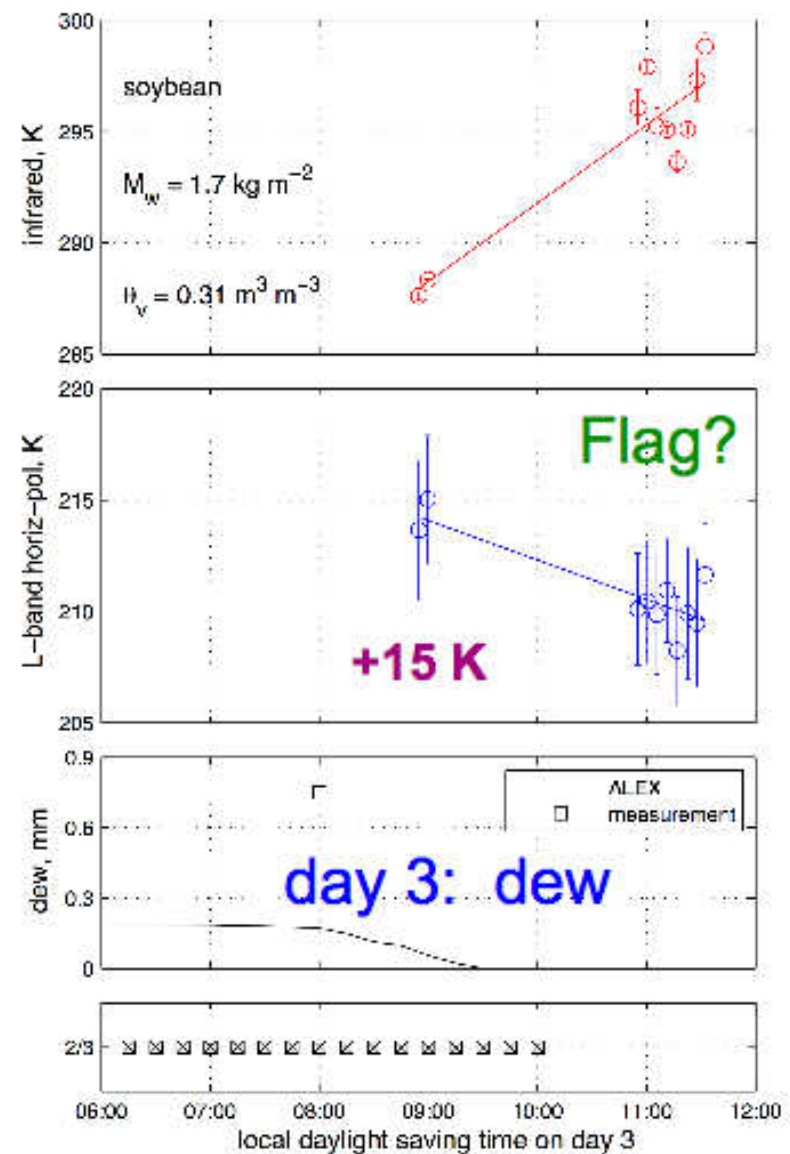 300
295
290
285
infrared, K
soybean
M_w = 1.7 kg m^−2
θ_v = 0.31 m^3 m^−3
220
215
210
205
L−band horiz−pol, K
Flag?
+15 K
0.9
0.6
0.3
0
dew, mm
ALEX
measurement
day 3: dew
2/3
06:00 07:00 08:00 09:00 10:00 11:00 12:00
local daylight saving time on day 3